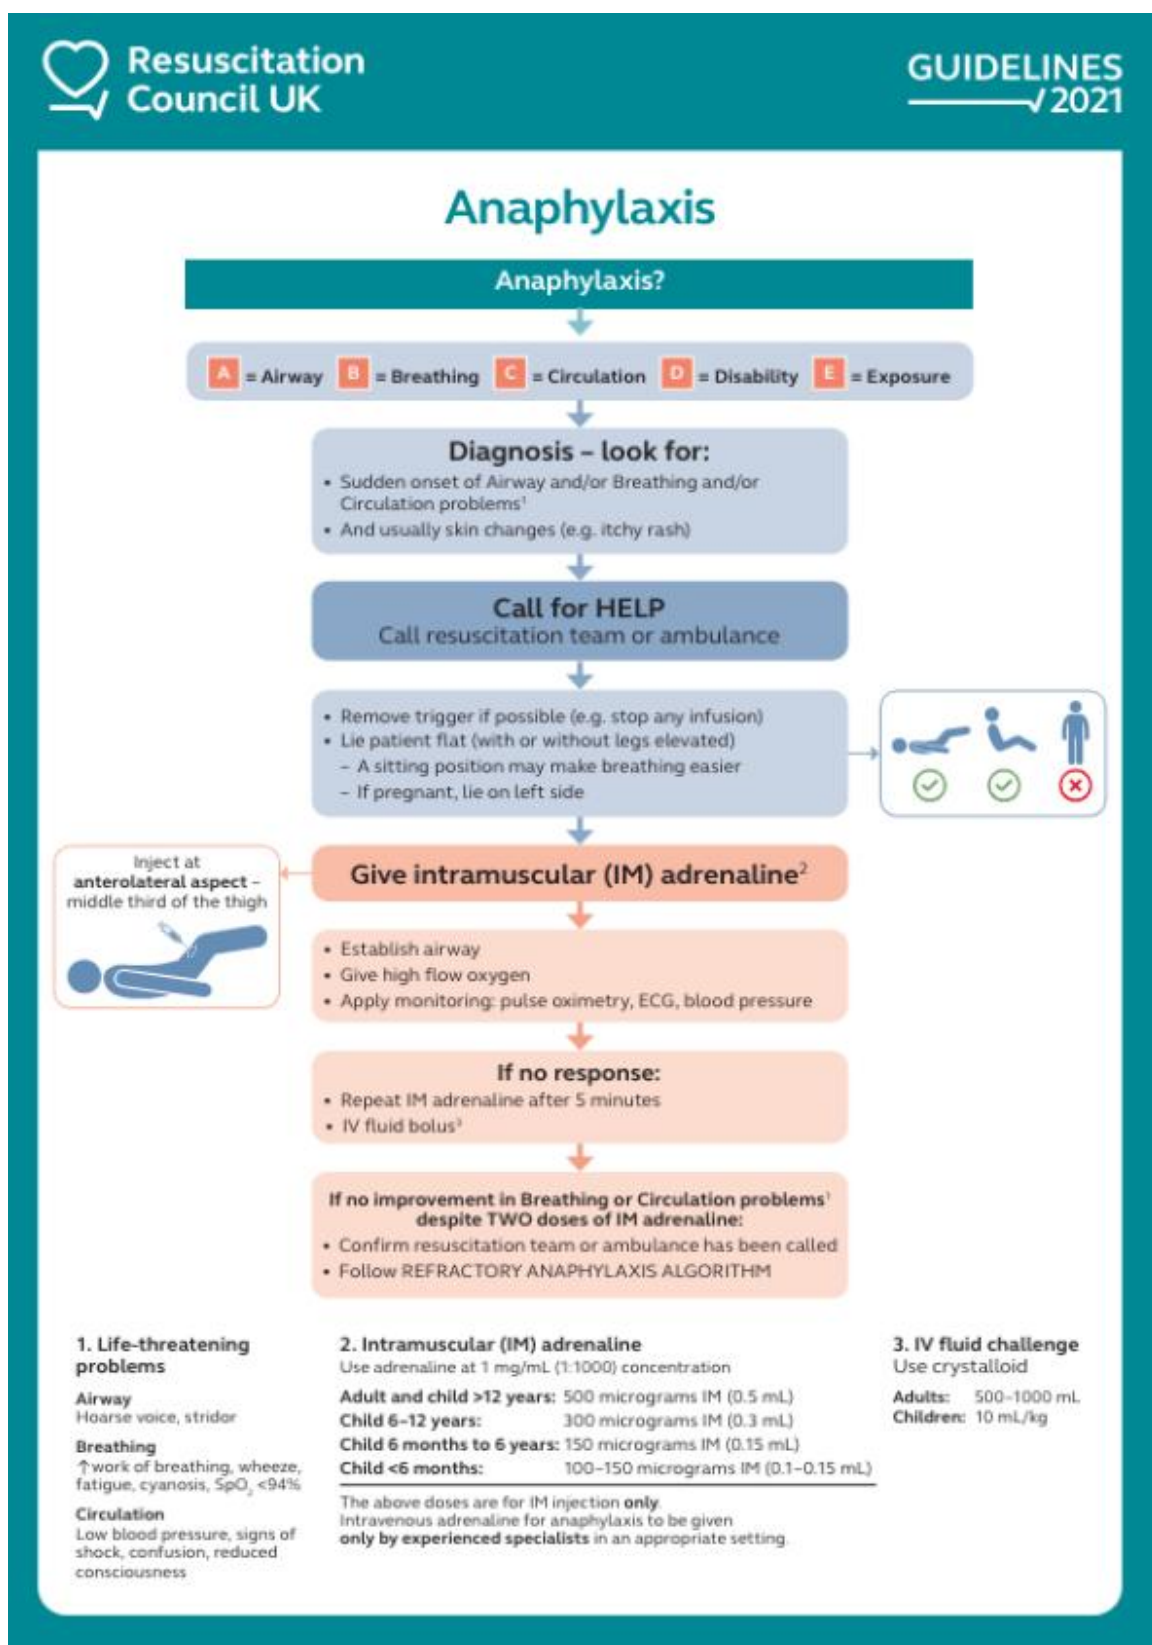 Resuscitation
Council UK
GUIDELINES
2021
Anaphylaxis
Anaphylaxis?
A = Airway B = Breathing C = Circulation D = Disability E = Exposure
Diagnosis – look for:
• Sudden onset of Airway and/or Breathing and/or
Circulation problems¹
• And usually skin changes (e.g. itchy rash)
Call for HELP
Call resuscitation team or ambulance
• Remove trigger if possible (e.g. stop any infusion)
• Lie patient flat (with or without legs elevated)
– A sitting position may make breathing easier
– If pregnant, lie on left side
Inject at
anterolateral aspect –
middle third of the thigh
Give intramuscular (IM) adrenaline²
• Establish airway
• Give high flow oxygen
• Apply monitoring: pulse oximetry, ECG, blood pressure
If no response:
• Repeat IM adrenaline after 5 minutes
• IV fluid bolus³
If no improvement in Breathing or Circulation problems¹
despite TWO doses of IM adrenaline:
• Confirm resuscitation team or ambulance has been called
• Follow REFRACTORY ANAPHYLAXIS ALGORITHM
1. Life-threatening
problems
Airway
Hoarse voice, stridor
Breathing
↑work of breathing, wheeze,
fatigue, cyanosis, SpO₂ <94%
Circulation
Low blood pressure, signs of
shock, confusion, reduced
consciousness
2. Intramuscular (IM) adrenaline
Use adrenaline at 1 mg/mL (1:1000) concentration
Adult and child >12 years: 500 micrograms IM (0.5 mL)
Child 6–12 years: 300 micrograms IM (0.3 mL)
Child 6 months to 6 years: 150 micrograms IM (0.15 mL)
Child <6 months: 100–150 micrograms IM (0.1–0.15 mL)
The above doses are for IM injection only.
Intravenous adrenaline for anaphylaxis to be given
only by experienced specialists in an appropriate setting.
3. IV fluid challenge
Use crystalloid
Adults: 500–1000 mL
Children: 10 mL/kg